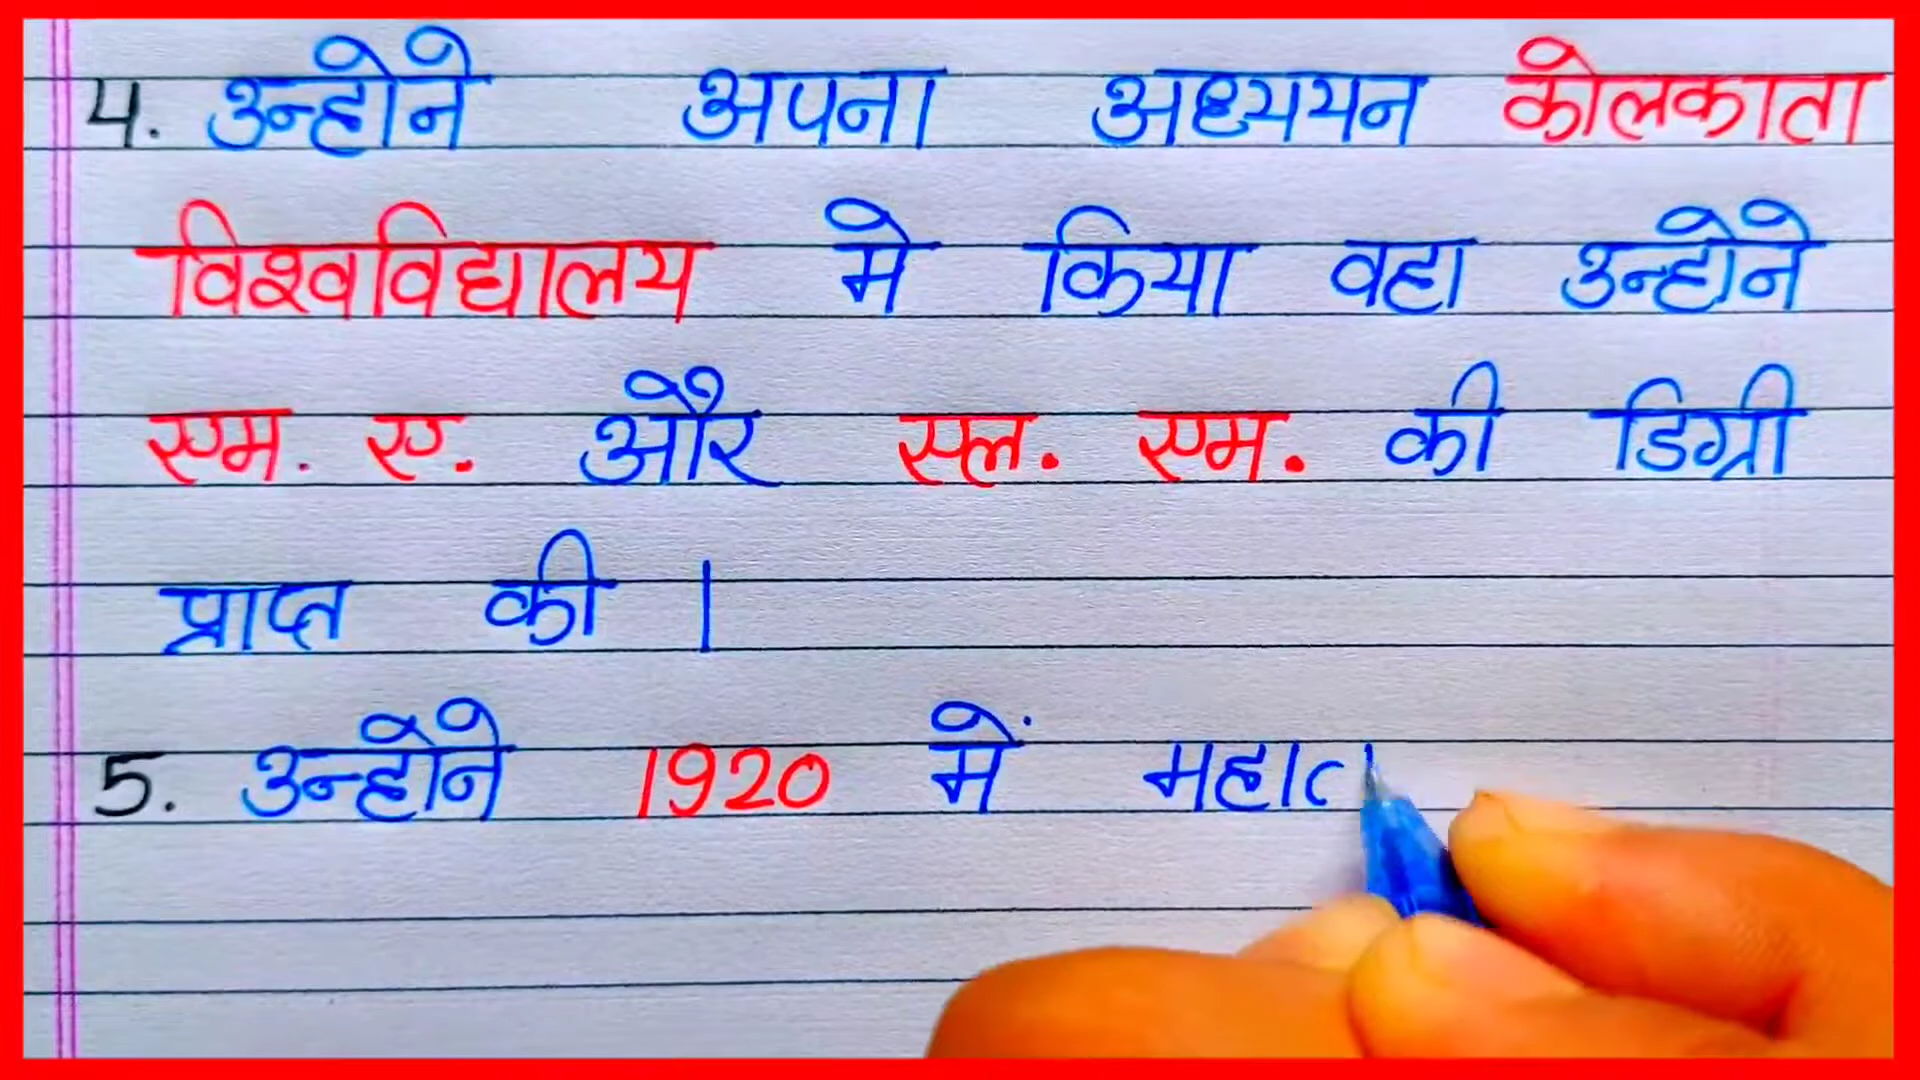 4. उन्होने अपना अध्ययन कोलकाता
विश्वविद्यालय मे किया वहा उन्होने
एम. ए. और एल. एम. की डिग्री
प्राप्त की |
5. उन्होने 1920 में